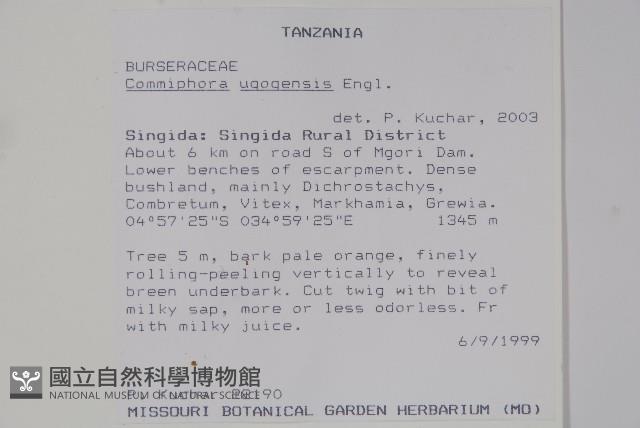 TANZANIA
BURSERACEAE
Commiphora ugogensis Engl.
det. P. Kuchar, 2003
Singida: Singida Rural District
About 6 km on road S of Mgori Dam.
Lower benches of escarpment. Dense
bushland, mainly Dichrostachys,
Combretum, Vitex, Markhamia, Grewia.
04°57'25"S 034°59'25"E 1345 m
Tree 5 m, bark pale orange, finely
rolling-peeling vertically to reveal
breen underbark. Cut twig with bit of
milky sap, more or less odorless. Fr
with milky juice.
6/9/1999
國立自然科學博物館
NATIONAL MUSEUM OF NATURAL SCIENCE
P. Kuchar 22190
MISSOURI BOTANICAL GARDEN HERBARIUM (MO)